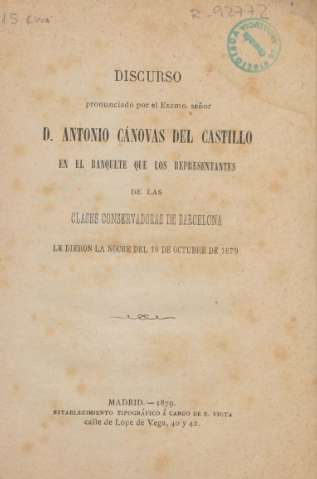 15 
R-92772
DISCURSO
pronunciado por el Excmo. señor
D. ANTONIO CÁNOVAS DEL CASTILLO
EN EL BANQUETE QUE LOS REPRESENTANTES
DE LAS
CLASES CONSERVADORAS DE BARCELONA
LE DIERON LA NOCHE DEL DE OCTUBRE DE 1879
MADRID.—1879.
ESTABLECIMIENTO TIPOGRÁFICO Á CARGO DE E. VIOTA
calle de Lope de Vega, 40 y 42.